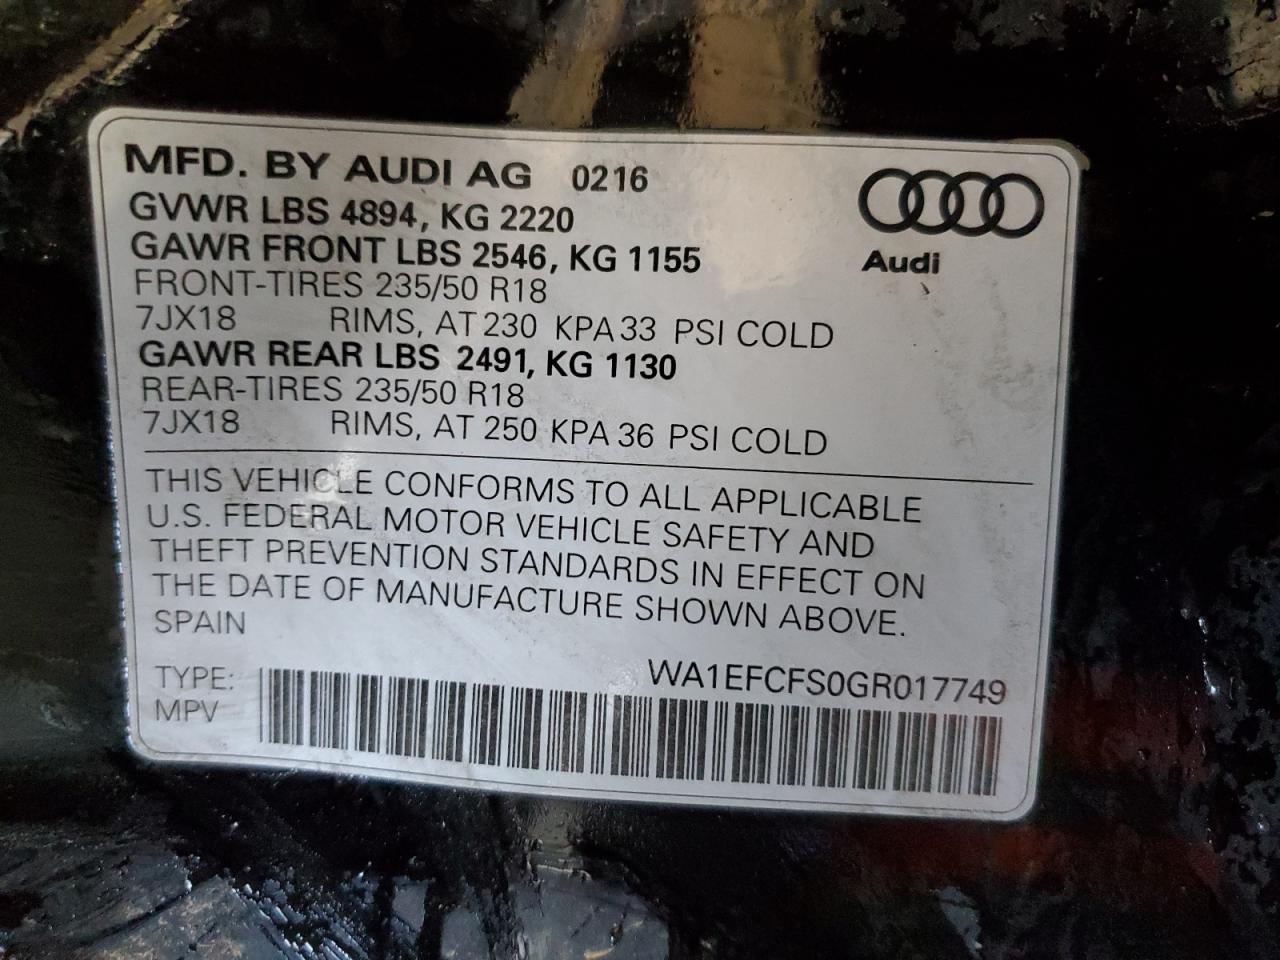 MFD. BY AUDI AG 0216
GVWR LBS 4894, KG 2220
GAWR FRONT LBS 2546, KG 1155
FRONT-TIRES 235/50 R18
7JX18 RIMS, AT 230 KPA 33 PSI COLD
GAWR REAR LBS 2491, KG 1130
REAR-TIRES 235/50 R18
7JX18 RIMS, AT 250 KPA 36 PSI COLD
Audi
THIS VEHICLE CONFORMS TO ALL APPLICABLE
U.S. FEDERAL MOTOR VEHICLE SAFETY AND
THEFT PREVENTION STANDARDS IN EFFECT ON
THE DATE OF MANUFACTURE SHOWN ABOVE.
SPAIN
WA1EFCFS0GR017749
TYPE:
MPV